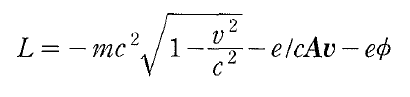 L = − mc² √(1 − v²/c²) − e/c𝑨𝒗 − eϕ